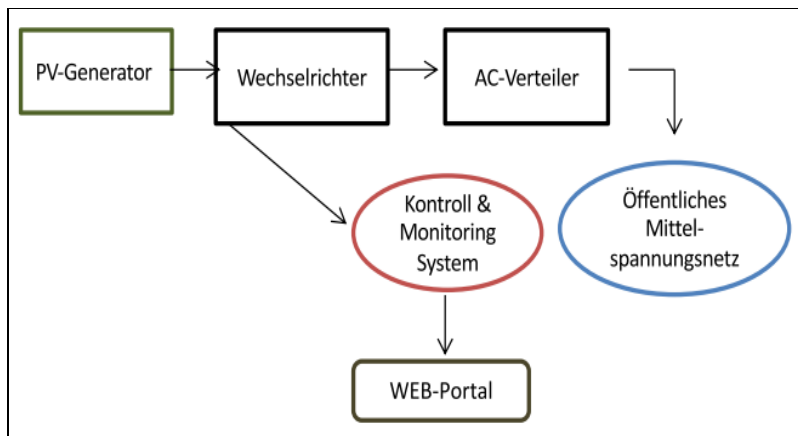 PV-Generator
Wechselrichter
AC-Verteiler
Kontroll &
Monitoring
System
Öffentliches
Mittel-
spannungsnetz
WEB-Portal